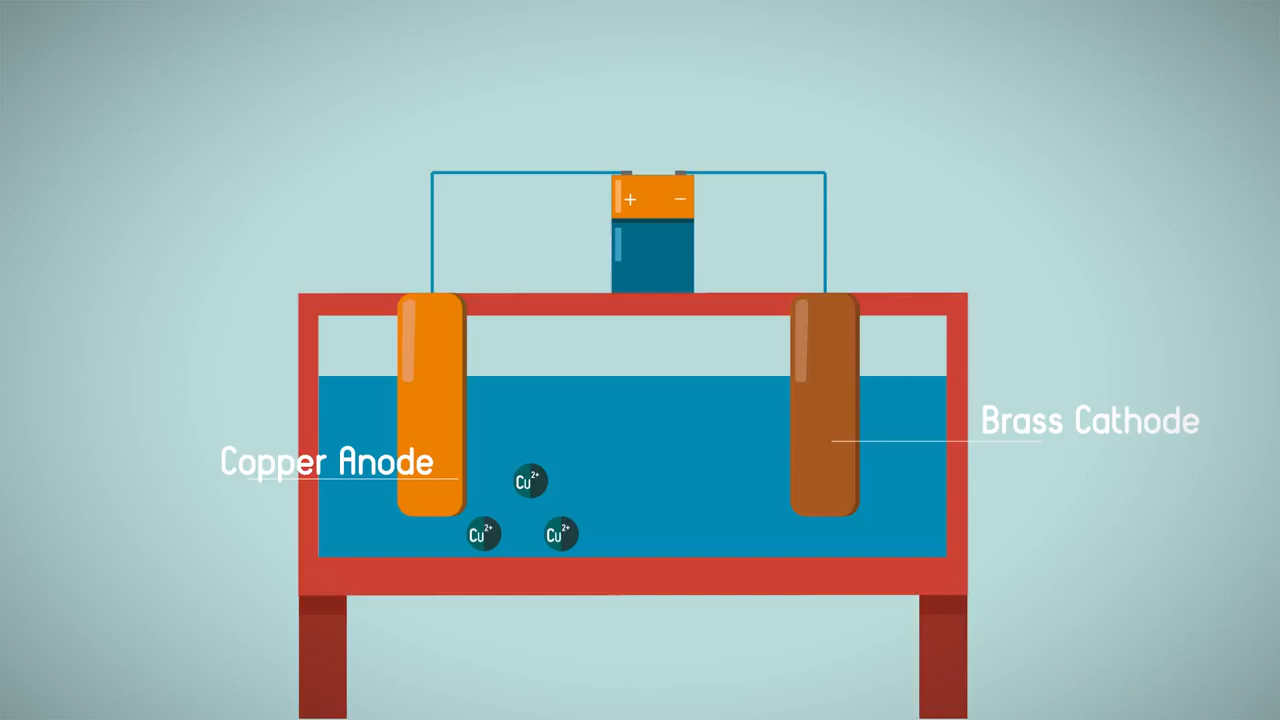 + −
Brass Cathode
Copper Anode
Cu²⁺
Cu²⁺ Cu²⁺